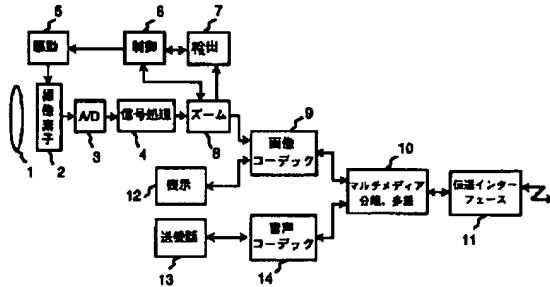 5
6
7
駆動
制御
検出
撮像素子
A/D
信号処理
ズーム
1
2
3
4
8
9
画像
コーデック
10
12
表示
マルチメディア
分離、多重
伝送インター
フェース
11
送受話
13
音声
コーデック
14